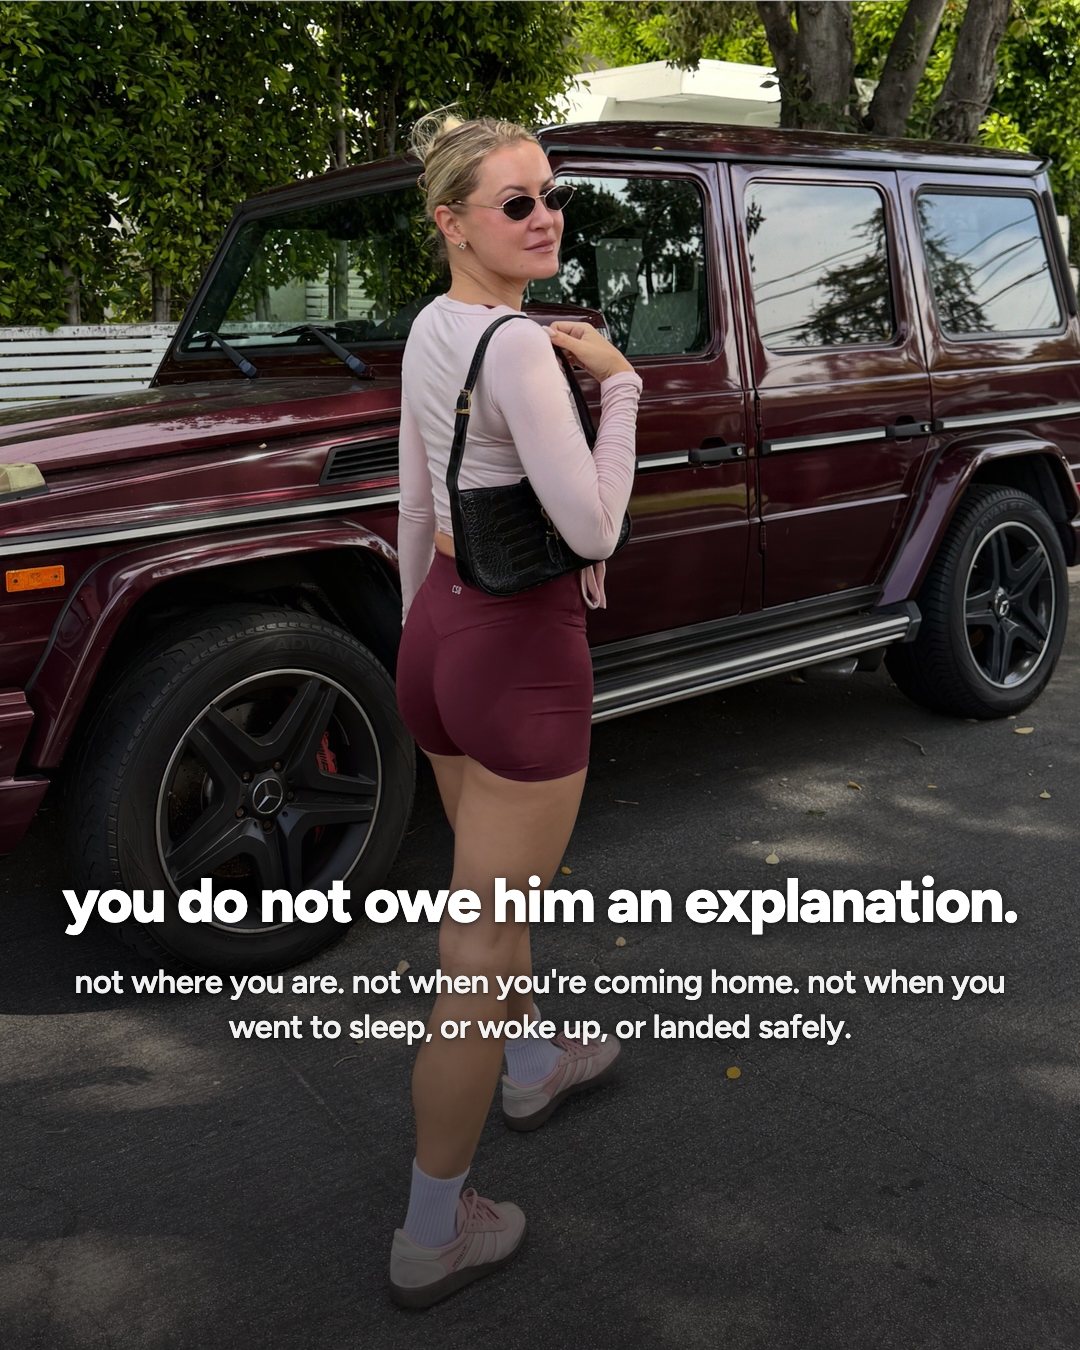 CSB
you do not owe him an explanation.
not where you are. not when you're coming home. not when you
went to sleep, or woke up, or landed safely.